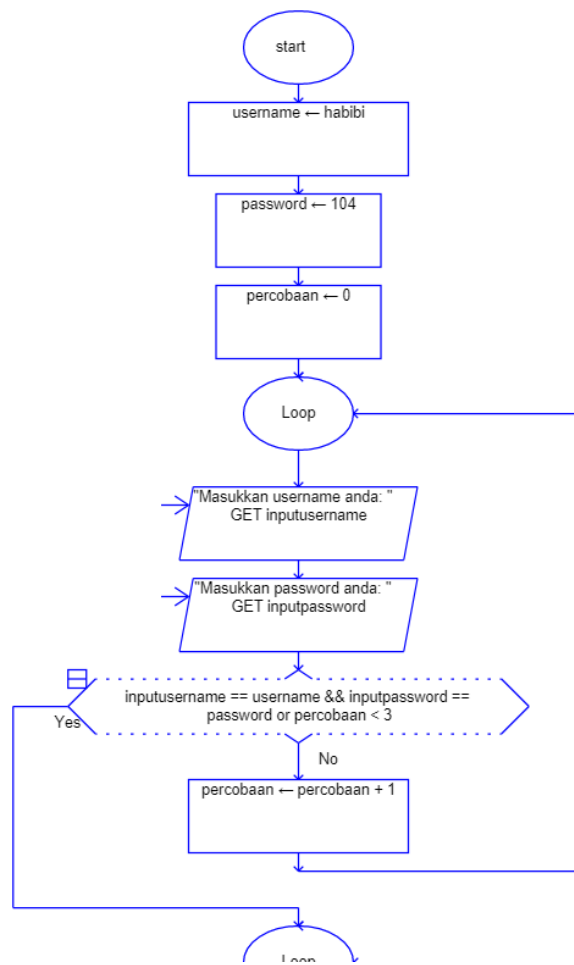 start
username ← habibi
password ← 104
percobaan ← 0
Loop
"Masukkan username anda: "
GET inputusername
"Masukkan password anda: "
GET inputpassword
inputusername == username && inputpassword ==
password or percobaan < 3
Yes
No
percobaan ← percobaan + 1
Loop